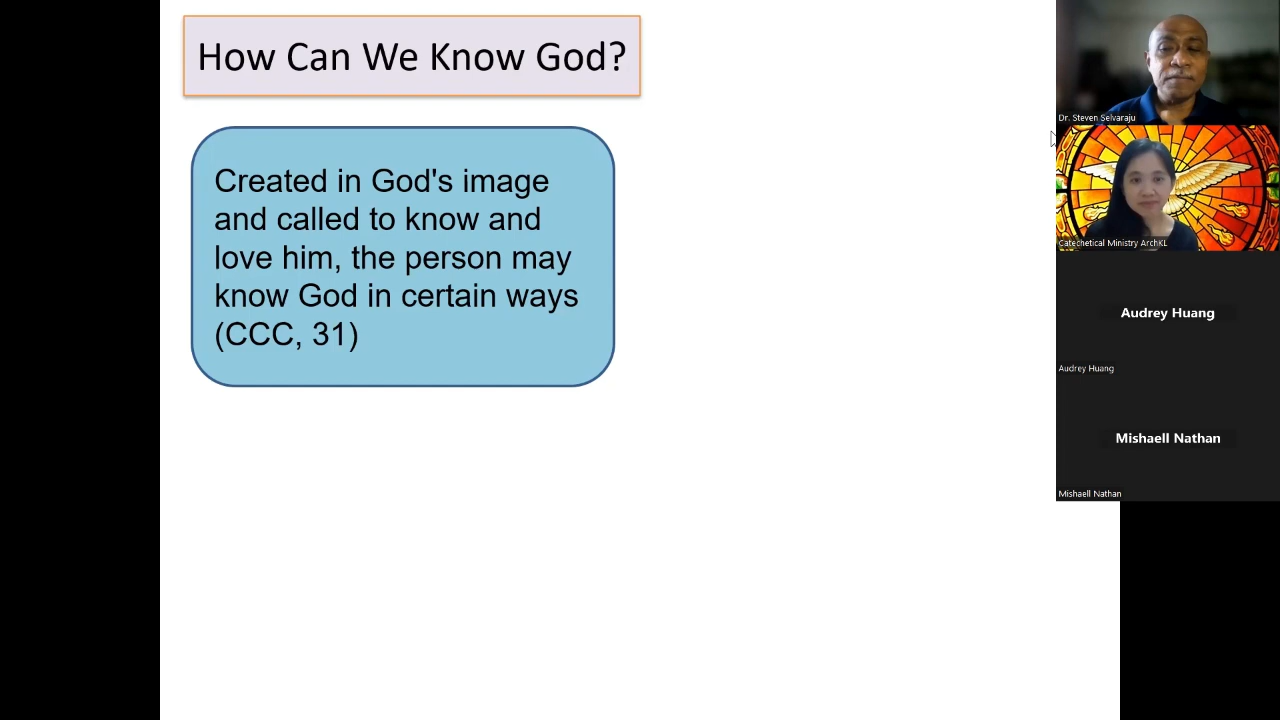 How Can We Know God?
Created in God's image
and called to know and
love him, the person may
know God in certain ways
(CCC, 31)
Dr. Steven Selvaraju
Catechetical Ministry ArchKL
Audrey Huang
Audrey Huang
Mishaell Nathan
Mishaell Nathan